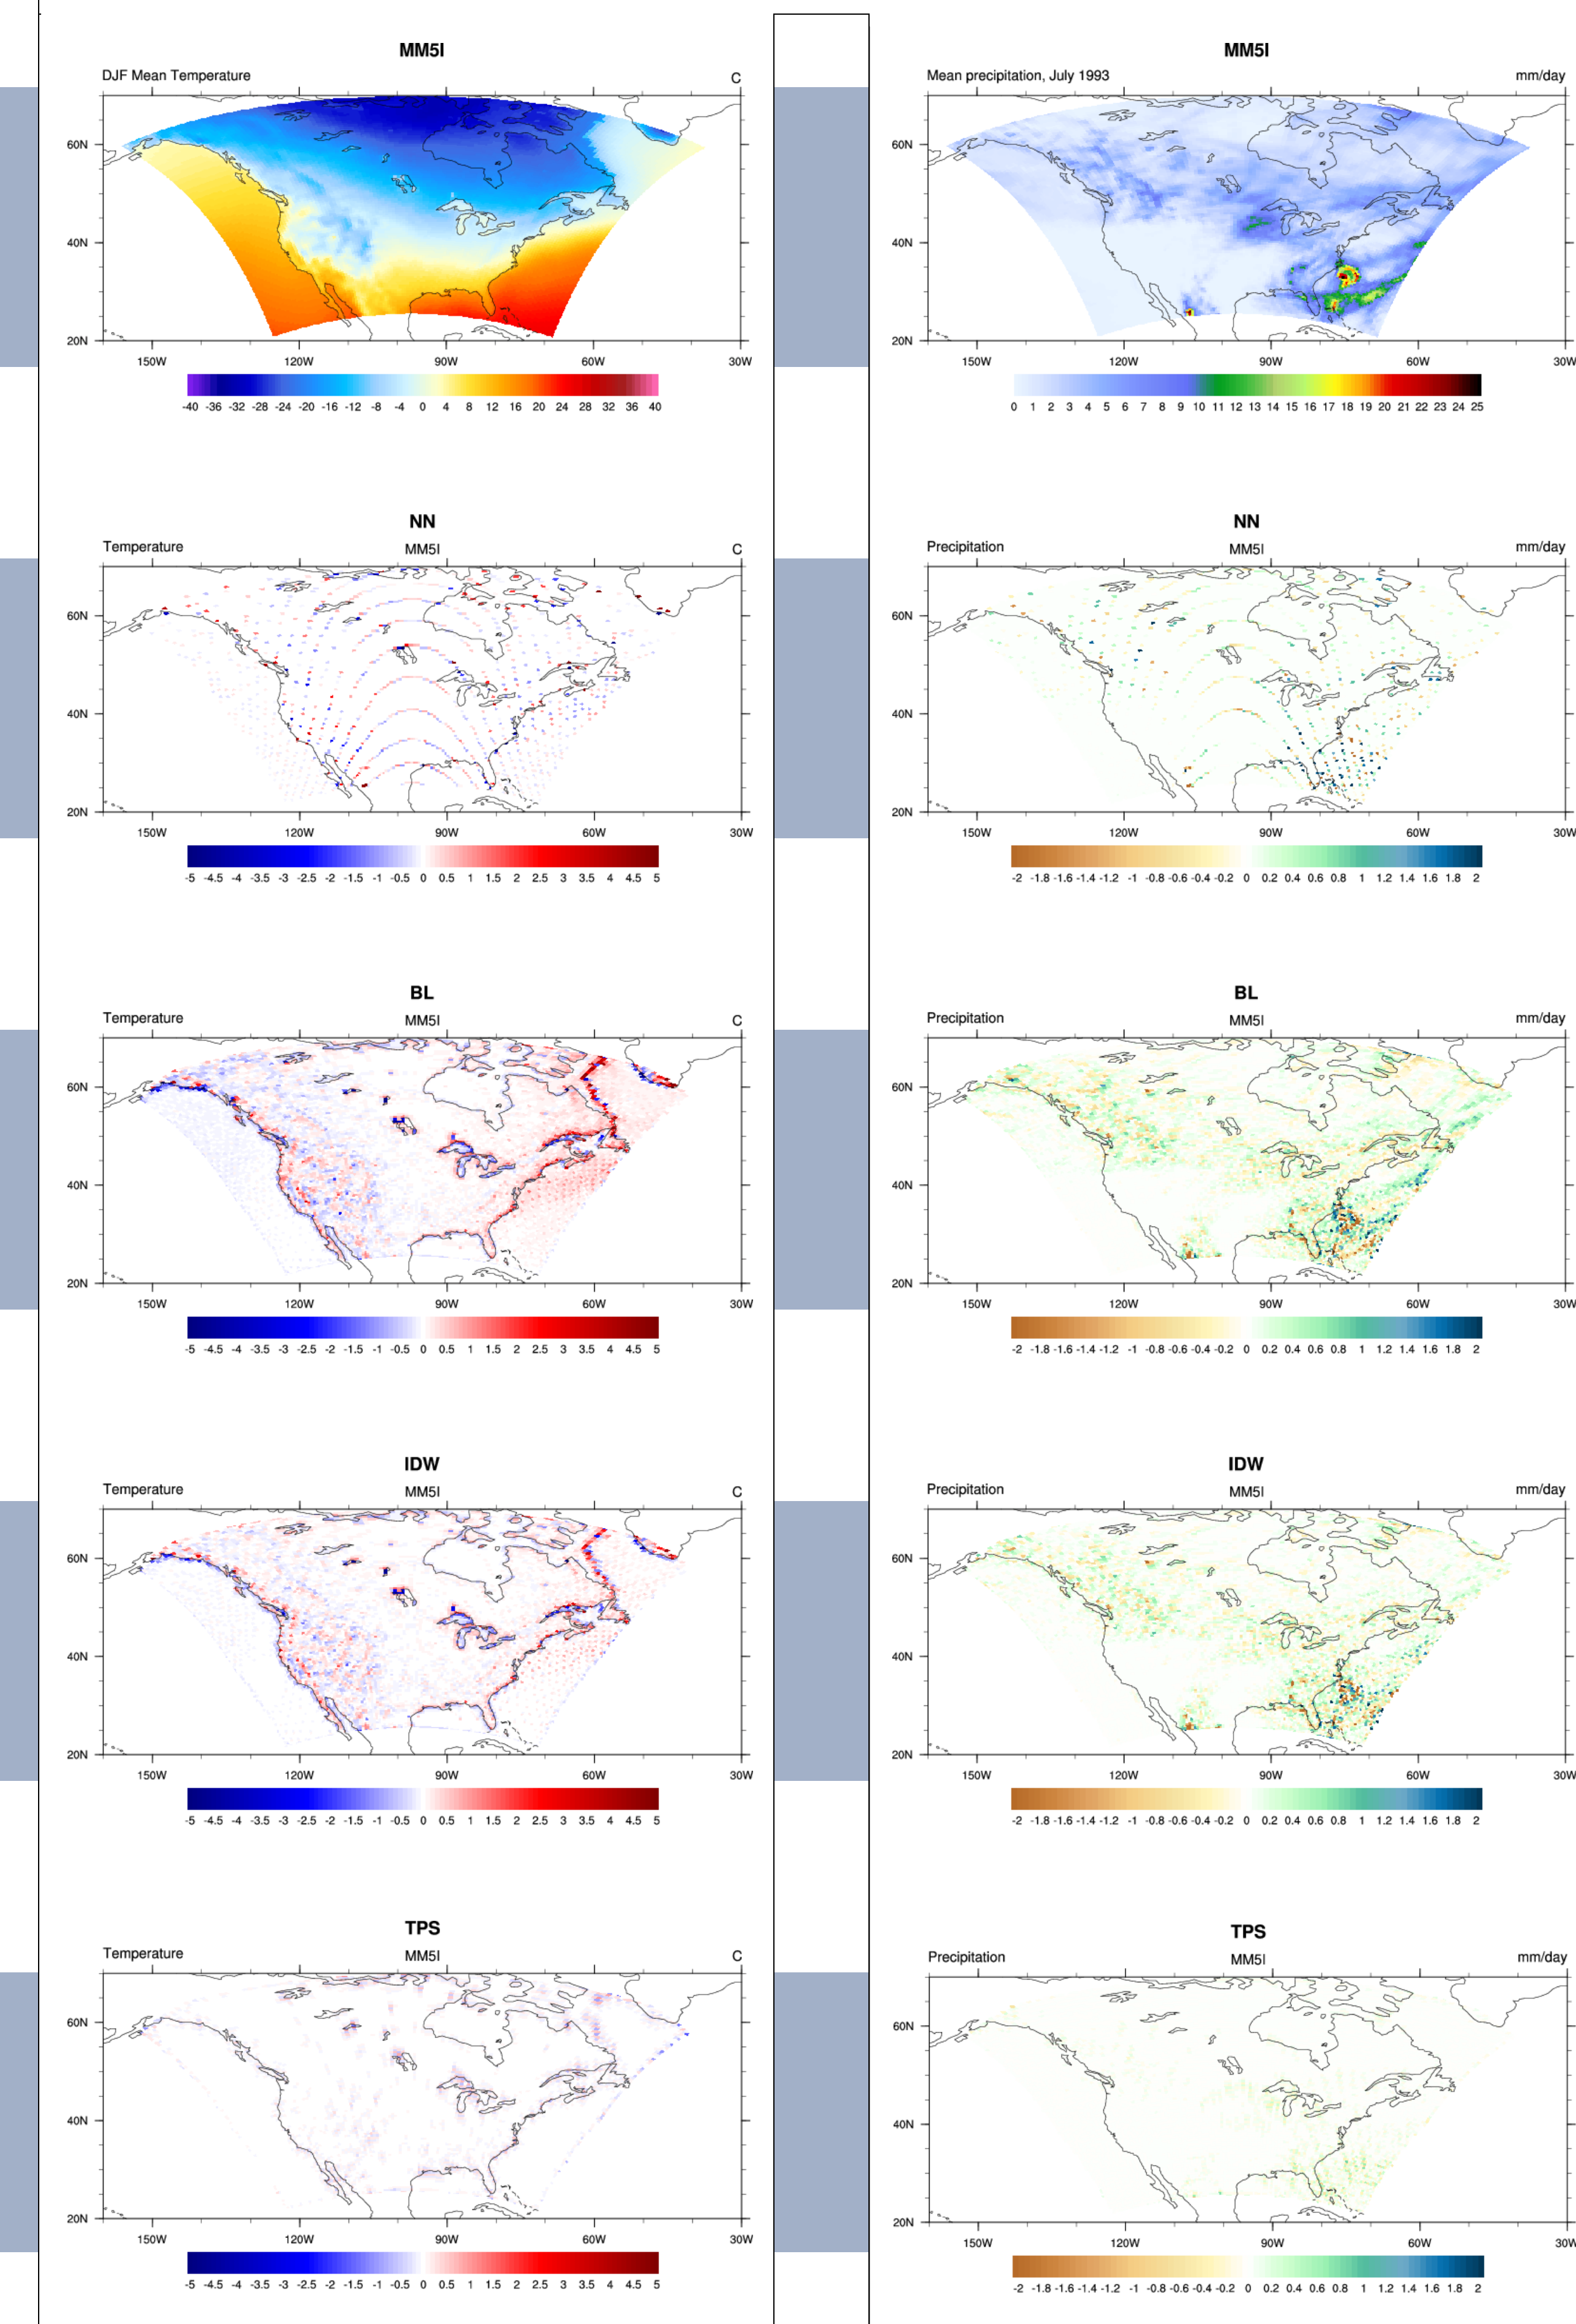 MM5I
DJF Mean Temperature C
60N
40N
20N
150W 120W 90W 60W 30W
-40 -36 -32 -28 -24 -20 -16 -12 -8 -4 0 4 8 12 16 20 24 28 32 36 40
MM5I
Mean precipitation, July 1993 mm/day
60N
40N
20N
150W 120W 90W 60W 30W
0 1 2 3 4 5 6 7 8 9 10 11 12 13 14 15 16 17 18 19 20 21 22 23 24 25
NN
Temperature MM5I C
60N
40N
20N
150W 120W 90W 60W 30W
-5 -4.5 -4 -3.5 -3 -2.5 -2 -1.5 -1 -0.5 0 0.5 1 1.5 2 2.5 3 3.5 4 4.5 5
NN
Precipitation MM5I mm/day
60N
40N
20N
150W 120W 90W 60W 30W
-2 -1.8 -1.6 -1.4 -1.2 -1 -0.8 -0.6 -0.4 -0.2 0 0.2 0.4 0.6 0.8 1 1.2 1.4 1.6 1.8 2
BL
Temperature MM5I C
60N
40N
20N
150W 120W 90W 60W 30W
-5 -4.5 -4 -3.5 -3 -2.5 -2 -1.5 -1 -0.5 0 0.5 1 1.5 2 2.5 3 3.5 4 4.5 5
BL
Precipitation MM5I mm/day
60N
40N
20N
150W 120W 90W 60W 30W
-2 -1.8 -1.6 -1.4 -1.2 -1 -0.8 -0.6 -0.4 -0.2 0 0.2 0.4 0.6 0.8 1 1.2 1.4 1.6 1.8 2
IDW
Temperature MM5I C
60N
40N
20N
150W 120W 90W 60W 30W
-5 -4.5 -4 -3.5 -3 -2.5 -2 -1.5 -1 -0.5 0 0.5 1 1.5 2 2.5 3 3.5 4 4.5 5
IDW
Precipitation MM5I mm/day
60N
40N
20N
150W 120W 90W 60W 30W
-2 -1.8 -1.6 -1.4 -1.2 -1 -0.8 -0.6 -0.4 -0.2 0 0.2 0.4 0.6 0.8 1 1.2 1.4 1.6 1.8 2
TPS
Temperature MM5I C
60N
40N
20N
150W 120W 90W 60W 30W
-5 -4.5 -4 -3.5 -3 -2.5 -2 -1.5 -1 -0.5 0 0.5 1 1.5 2 2.5 3 3.5 4 4.5 5
TPS
Precipitation MM5I mm/day
60N
40N
20N
150W 120W 90W 60W 30W
-2 -1.8 -1.6 -1.4 -1.2 -1 -0.8 -0.6 -0.4 -0.2 0 0.2 0.4 0.6 0.8 1 1.2 1.4 1.6 1.8 2